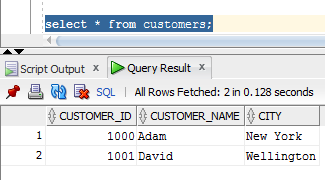 select * from customers;
Script Output x Query Result x
SQL | All Rows Fetched: 2 in 0.128 seconds
CUSTOMER_ID CUSTOMER_NAME CITY
1 1000 Adam New York
2 1001 David Wellington